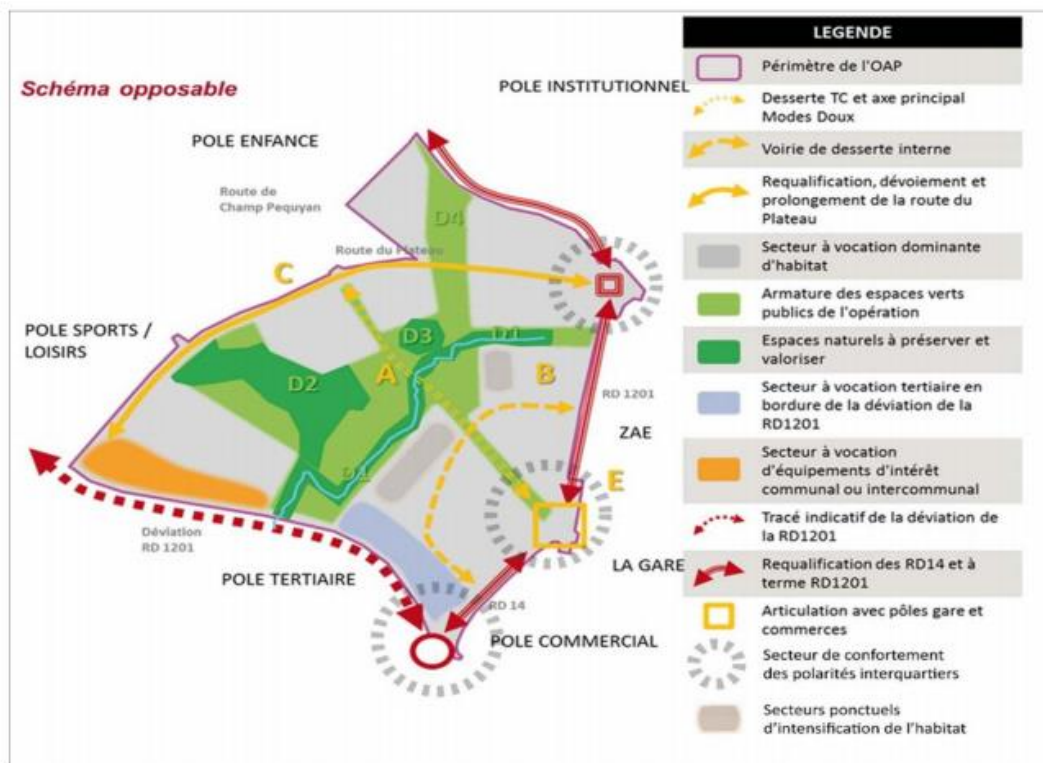 Schéma opposable
POLE INSTITUTIONNEL
POLE ENFANCE
Route de
Champ Pequyan
D4
Route du Plateau
C
POLE SPORTS /
LOISIRS
D3
D1
D2
A
B
RD 1201
ZAE
D1
E
Déviation
RD 1201
POLE TERTIAIRE
LA GARE
RD 14
POLE COMMERCIAL
LEGENDE
Périmètre de l'OAP
Desserte TC et axe principal
Modes Doux
Voirie de desserte interne
Requalification, dévoiement et
prolongement de la route du
Plateau
Secteur à vocation dominante
d'habitat
Armature des espaces verts
publics de l'opération
Espaces naturels à préserver et
valoriser
Secteur à vocation tertiaire en
bordure de la déviation de la
RD1201
Secteur à vocation
d'équipements d'intérêt
communal ou intercommunal
Tracé indicatif de la déviation de
la RD1201
Requalification des RD14 et à
terme RD1201
Articulation avec pôles gare et
commerces
Secteur de confortement
des polarités interquartiers
Secteurs ponctuels
d'intensification de l'habitat